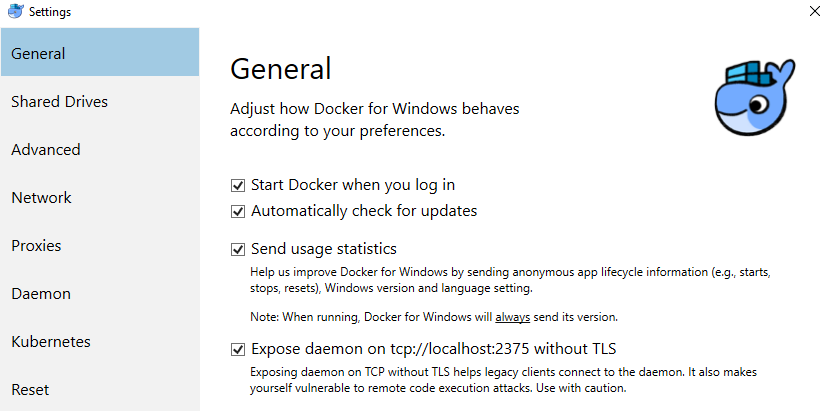 Settings
General
Shared Drives
Advanced
Network
Proxies
Daemon
Kubernetes
Reset
General
Adjust how Docker for Windows behaves
according to your preferences.
Start Docker when you log in
Automatically check for updates
Send usage statistics
Help us improve Docker for Windows by sending anonymous app lifecycle information (e.g., starts,
stops, resets), Windows version and language setting.
Note: When running, Docker for Windows will always send its version.
Expose daemon on tcp://localhost:2375 without TLS
Exposing daemon on TCP without TLS helps legacy clients connect to the daemon. It also makes
yourself vulnerable to remote code execution attacks. Use with caution.